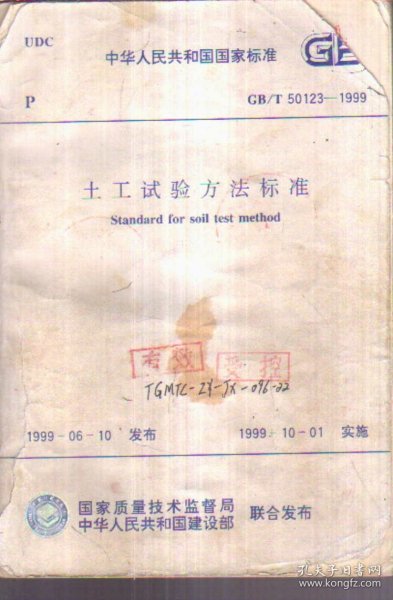 UDC
中华人民共和国国家标准
GB
P
GB/T 50123—1999
土工试验方法标准
Standard for soil test method
有效 受控
TGMTC-ZY-JX-096-22
1999-06-10 发布
1999-10-01 实施
国家质量技术监督局
中华人民共和国建设部
联合发布
孔夫子旧书网
www.kongfz.com